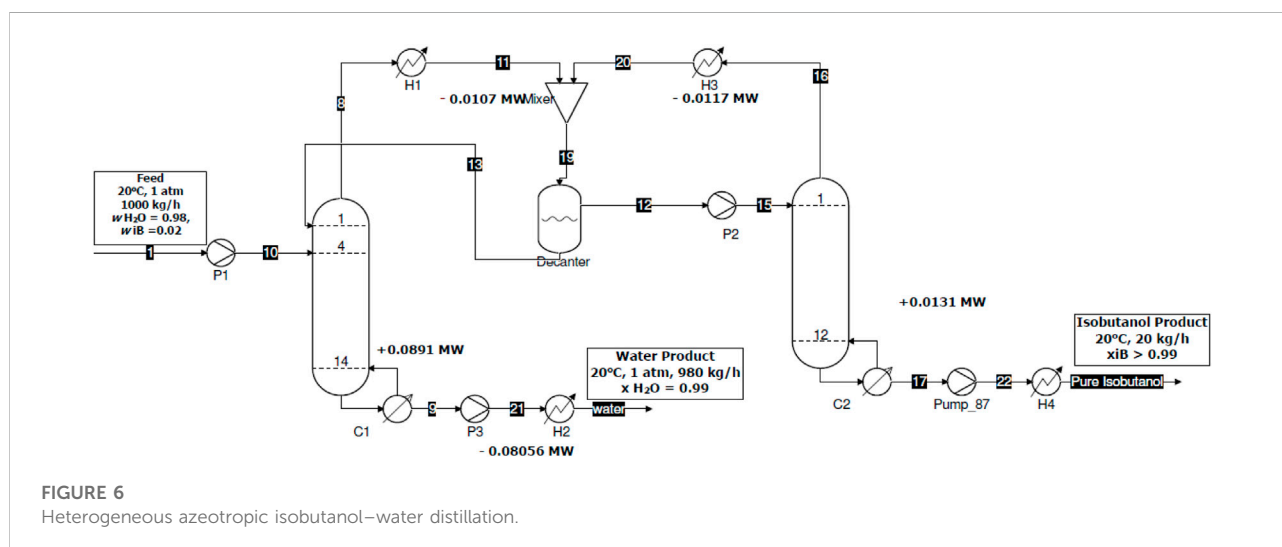 H1
11
20
H3
16
- 0.0107 MW
Mixer
- 0.0117 MW
8
13
19
Feed
20ºC, 1 atm
1000 kg/h
wH₂O = 0.98,
wiB =0.02
1
P1
10
1
4
14
12
Decanter
P2
15
1
12
+0.0891 MW
C1
9
P3
21
H2
water
- 0.08056 MW
Water Product
20ºC, 1 atm, 980 kg/h
x H₂O = 0.99
+0.0131 MW
C2
17
Pump_87
22
H4
Pure Isobutanol
Isobutanol Product
20ºC, 20 kg/h
xiB > 0.99
FIGURE 6
Heterogeneous azeotropic isobutanol–water distillation.